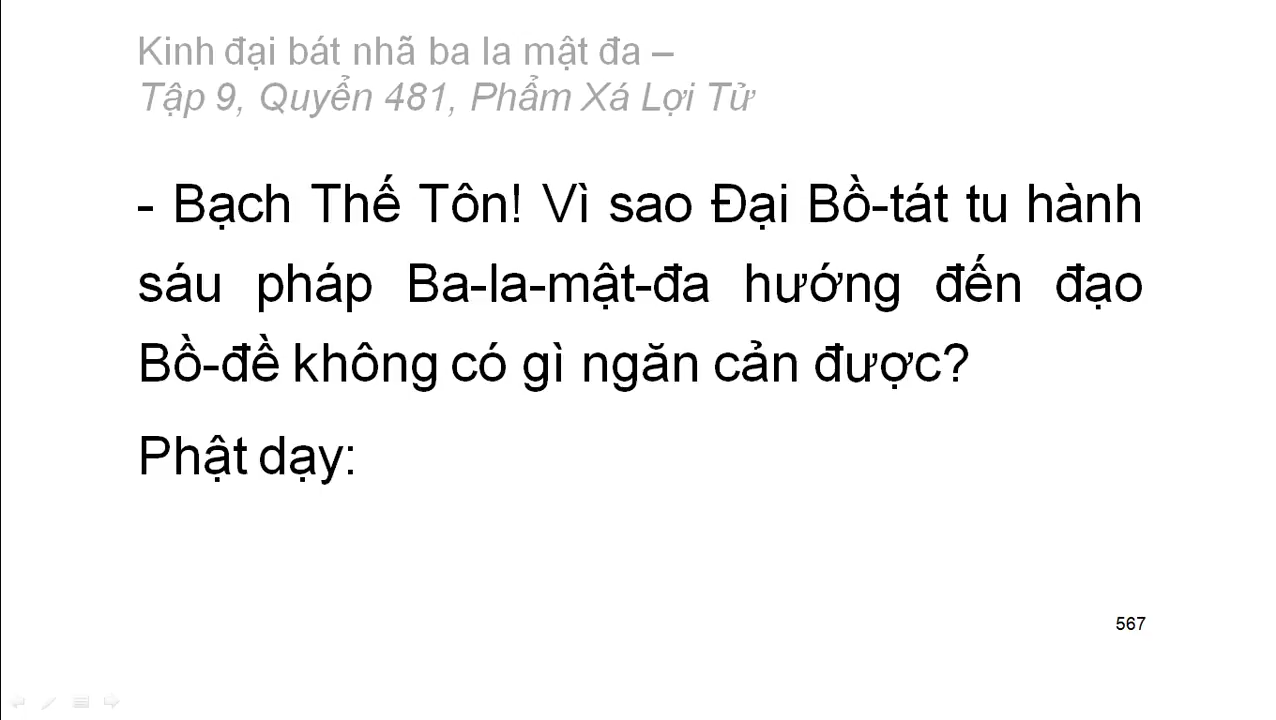 Kinh đại bát nhã ba la mật đa –
Tập 9, Quyển 481, Phẩm Xá Lợi Tử
- Bạch Thế Tôn! Vì sao Đại Bồ-tát tu hành
sáu pháp Ba-la-mật-đa hướng đến đạo
Bồ-đề không có gì ngăn cản được?
Phật dạy:
567